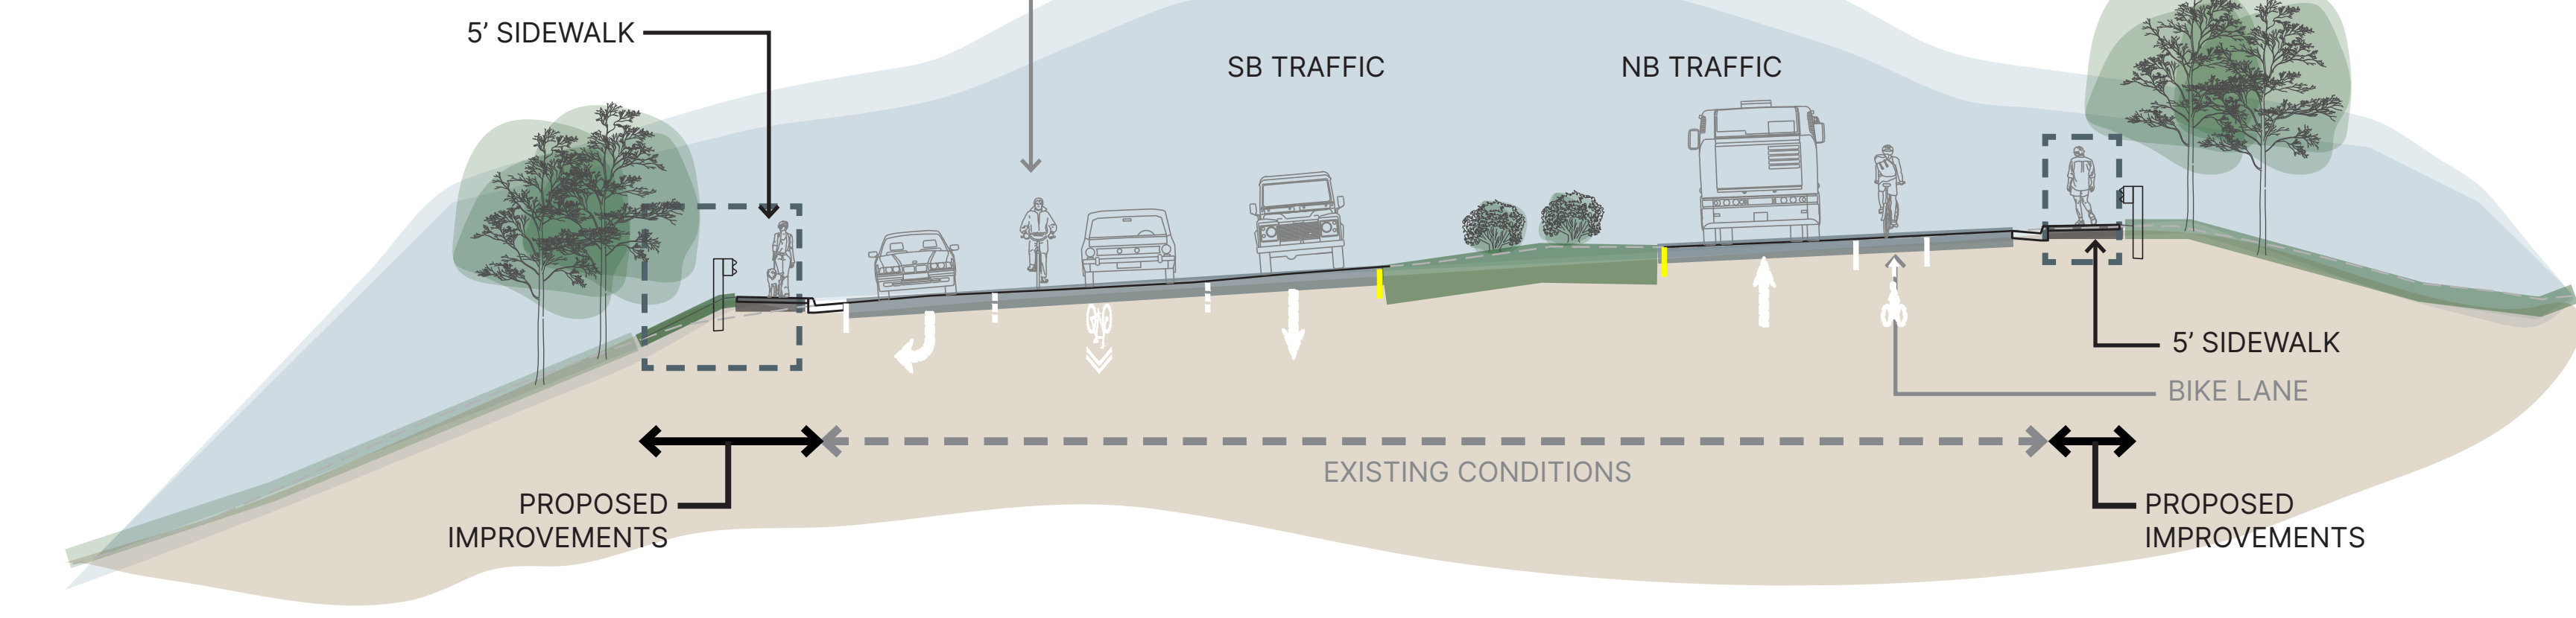 5’ SIDEWALK
SB TRAFFIC
NB TRAFFIC
5’ SIDEWALK
BIKE LANE
EXISTING CONDITIONS
PROPOSED
IMPROVEMENTS
PROPOSED
IMPROVEMENTS